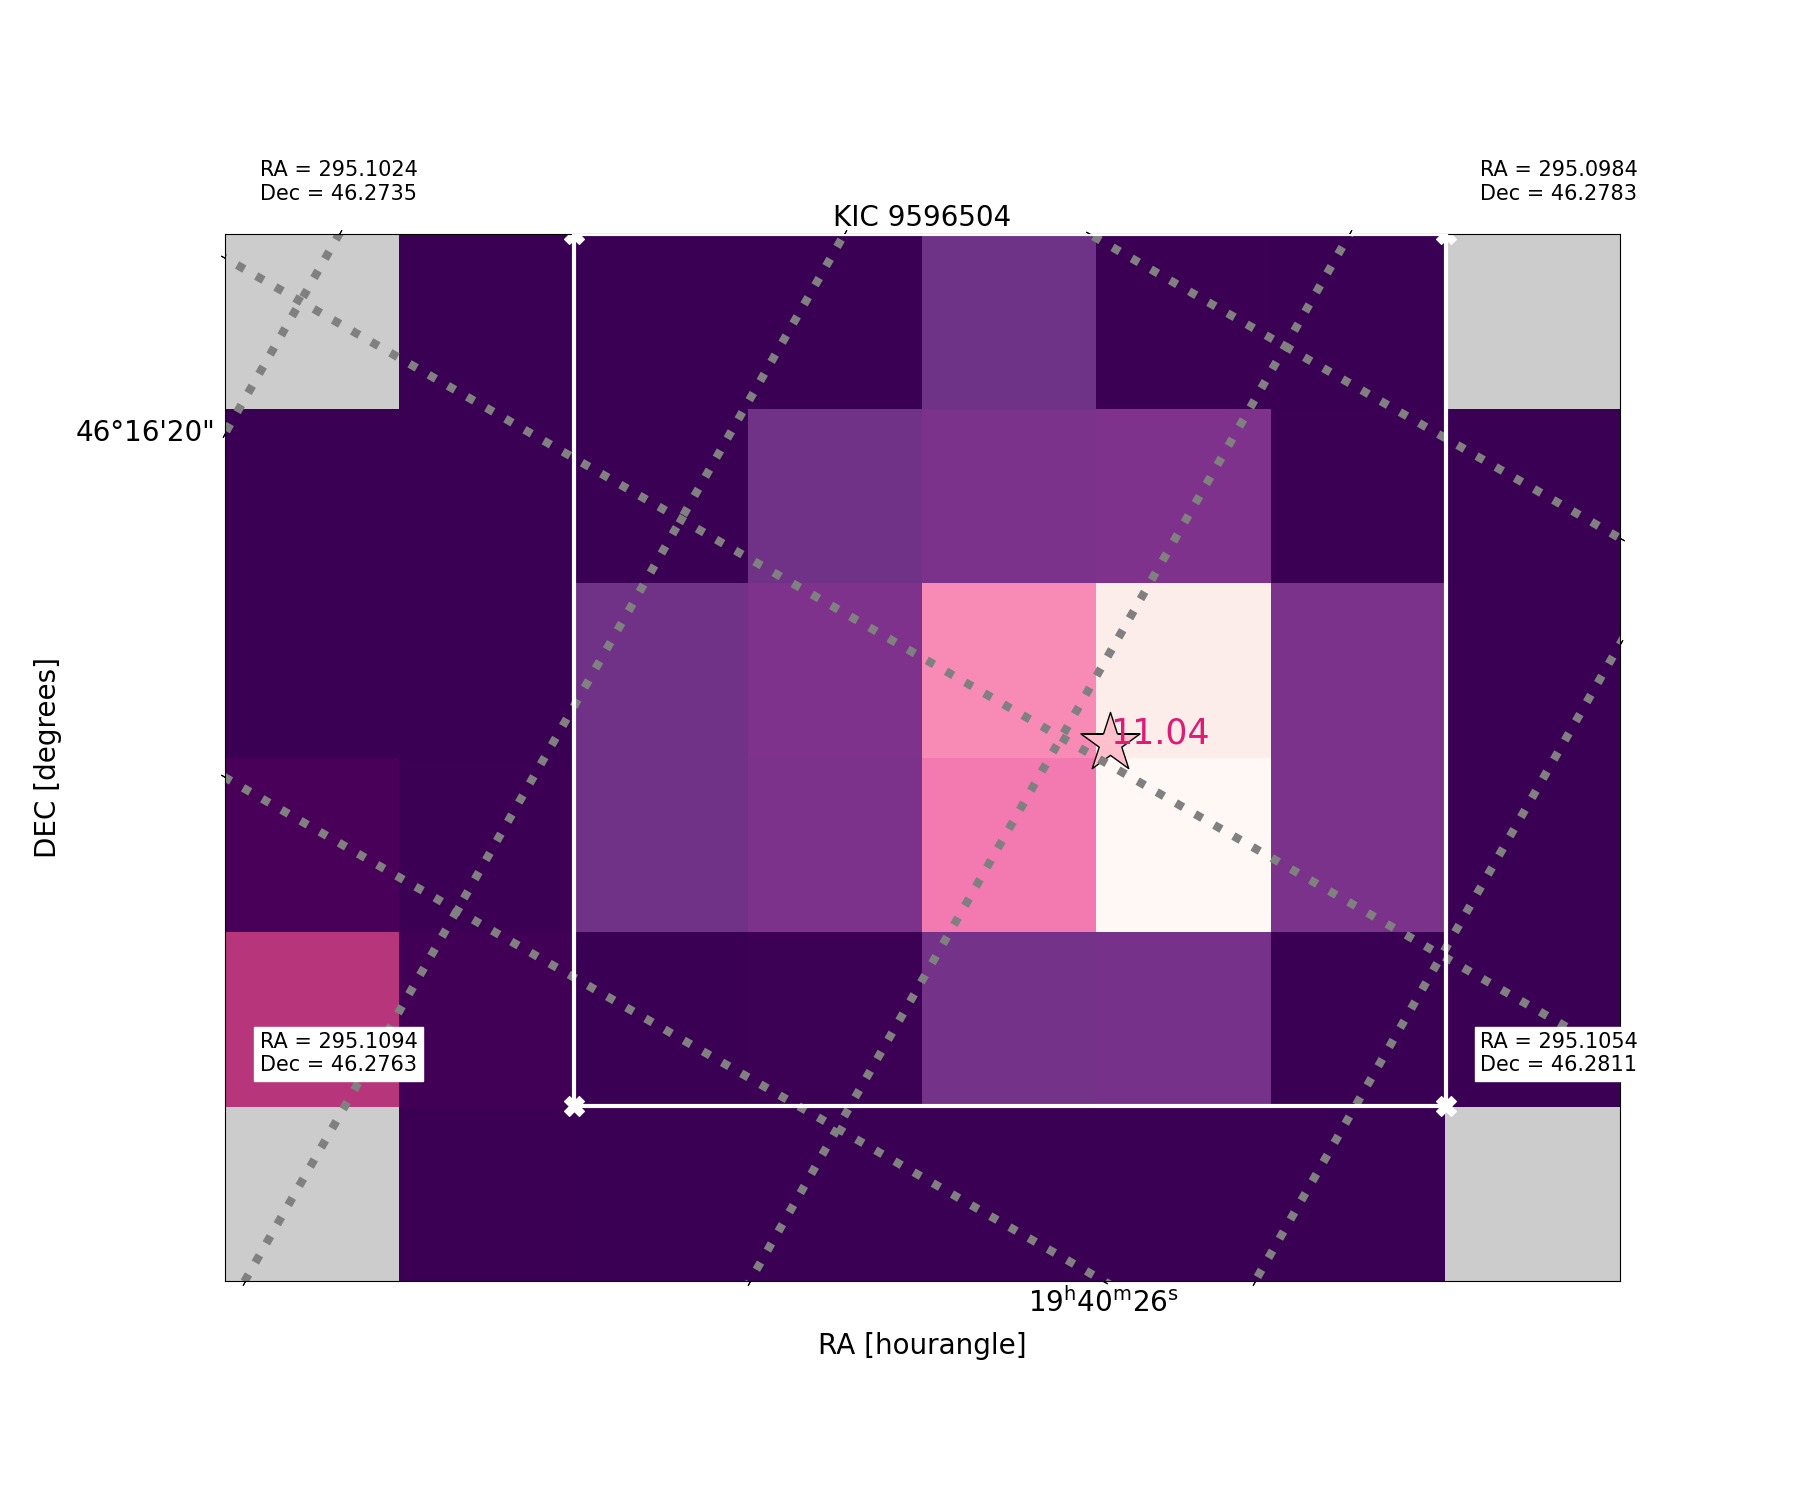 RA = 295.1024
Dec = 46.2735
RA = 295.0984
Dec = 46.2783
KIC 9596504
46°16'20"
11.04
DEC [degrees]
RA = 295.1094
Dec = 46.2763
RA = 295.1054
Dec = 46.2811
19h40m26s
RA [hourangle]